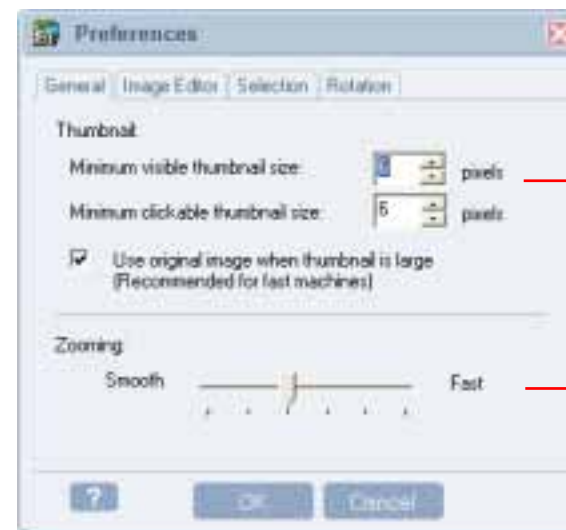 Preferences
General Image Editor Selection Rotation
Thumbnail:
Minimum visible thumbnail size: pixels
Minimum clickable thumbnail size: 5 pixels
Use original image when thumbnail is large
(Recommended for fast machines)
Zooming
Smooth Fast
? OK Cancel